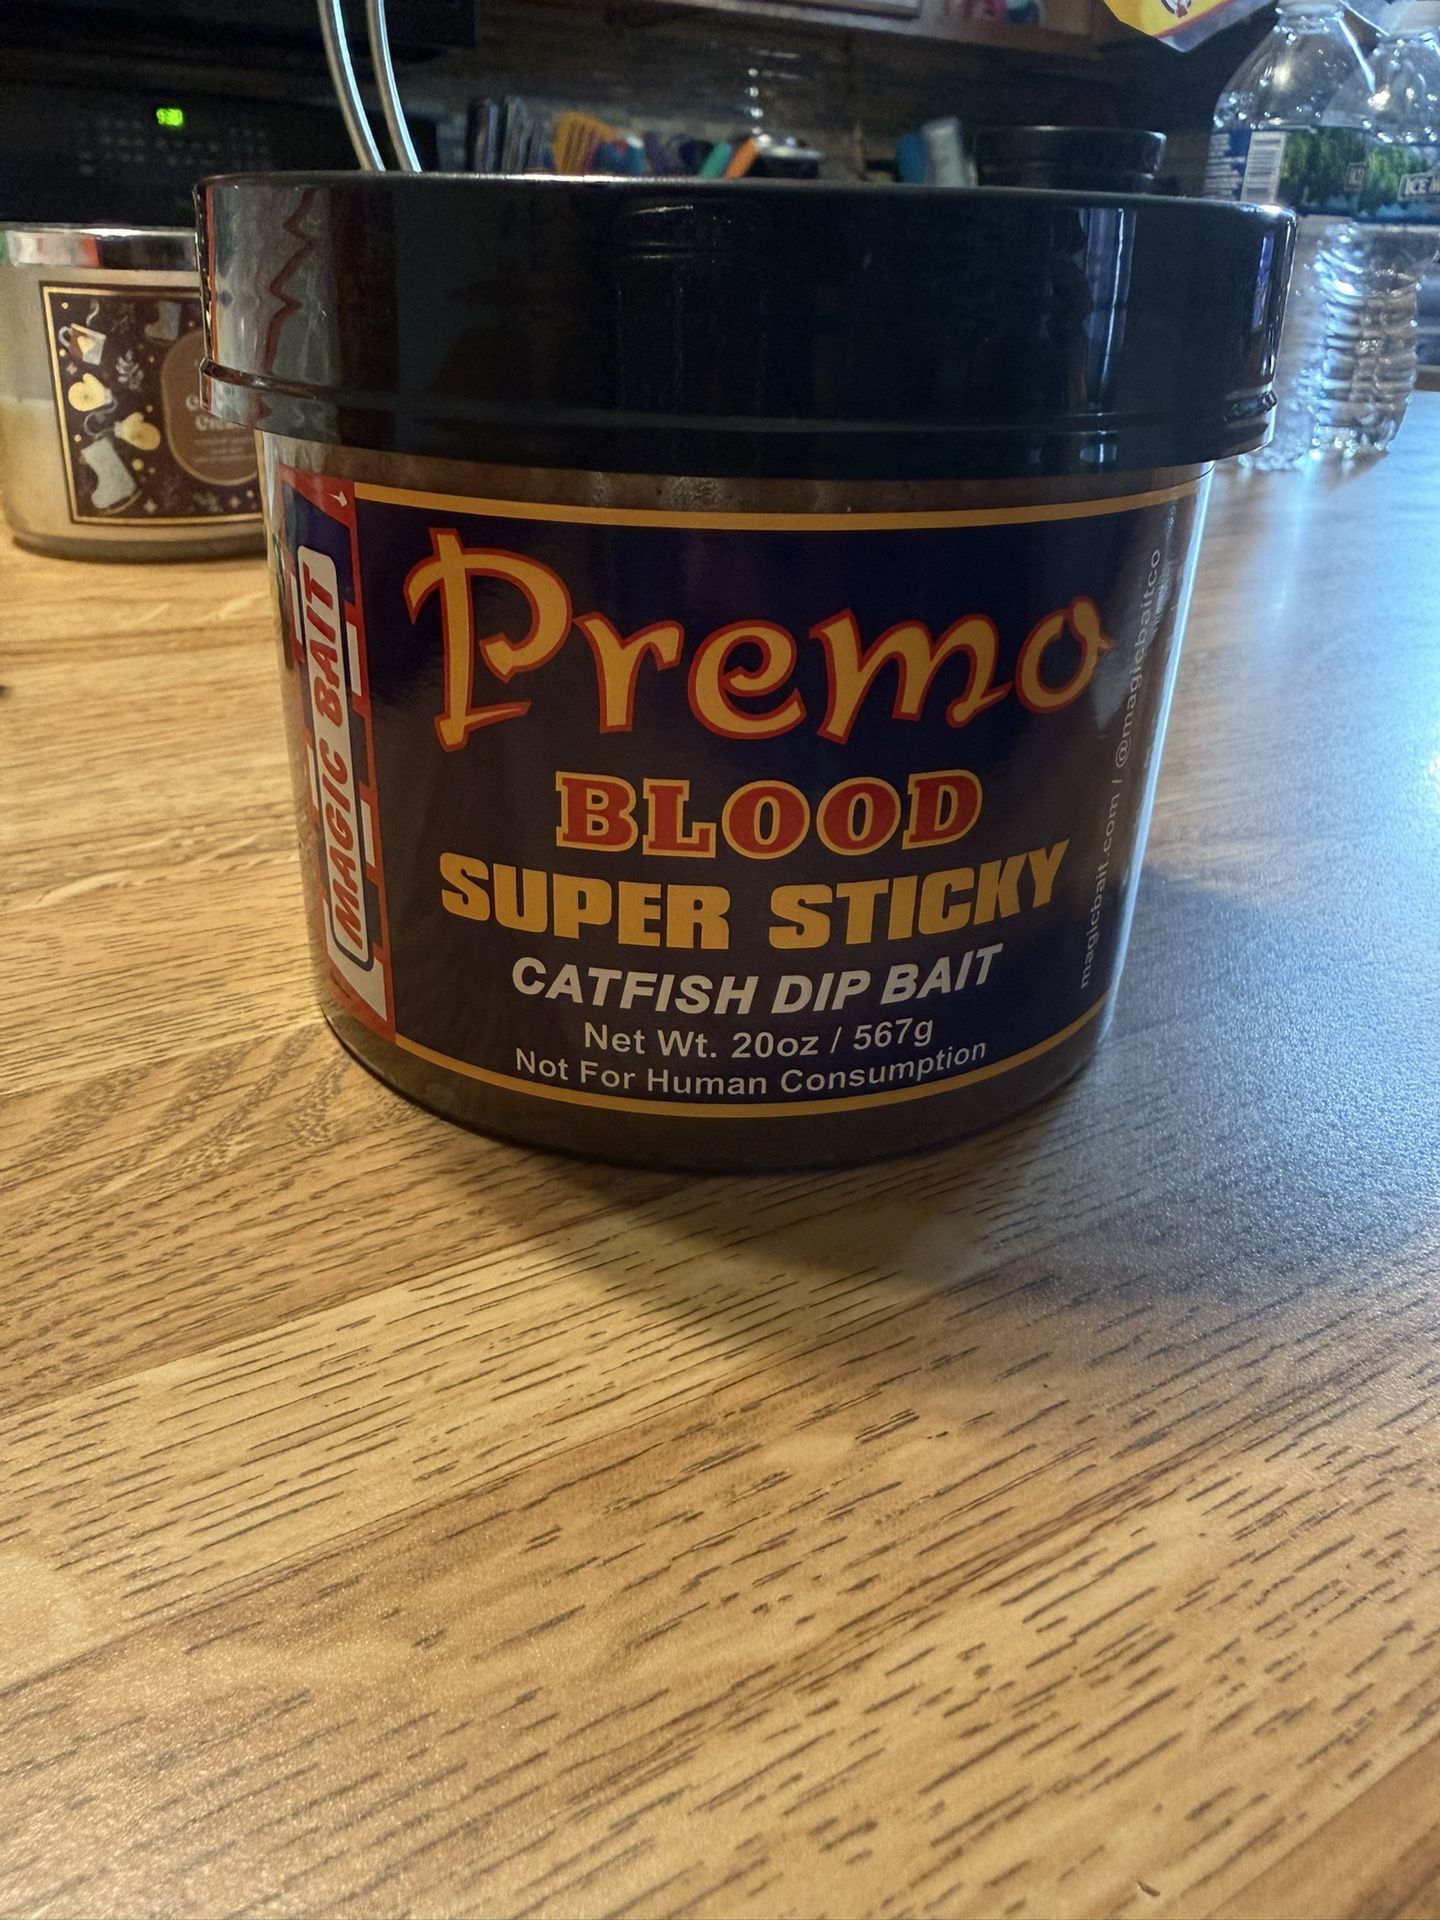 Premo
BLOOD
SUPER STICKY
CATFISH DIP BAIT
Net Wt. 20oz / 567g
Not For Human Consumption
MAGIC BAIT
magicbait.com / @magicbaitco